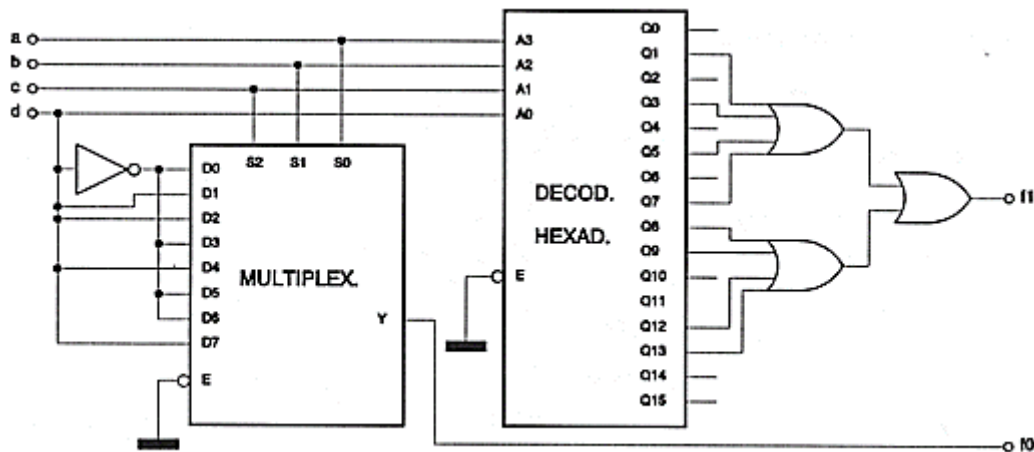 a
b
c
d
S2 S1 S0
D0
D1
D2
D3
D4
D5
D6
D7
E
MULTIPLEX.
Y
A3
A2
A1
A0
E
DECOD.
HEXAD.
Q0
Q1
Q2
Q3
Q4
Q5
Q6
Q7
Q8
Q9
Q10
Q11
Q12
Q13
Q14
Q15
f1
f0